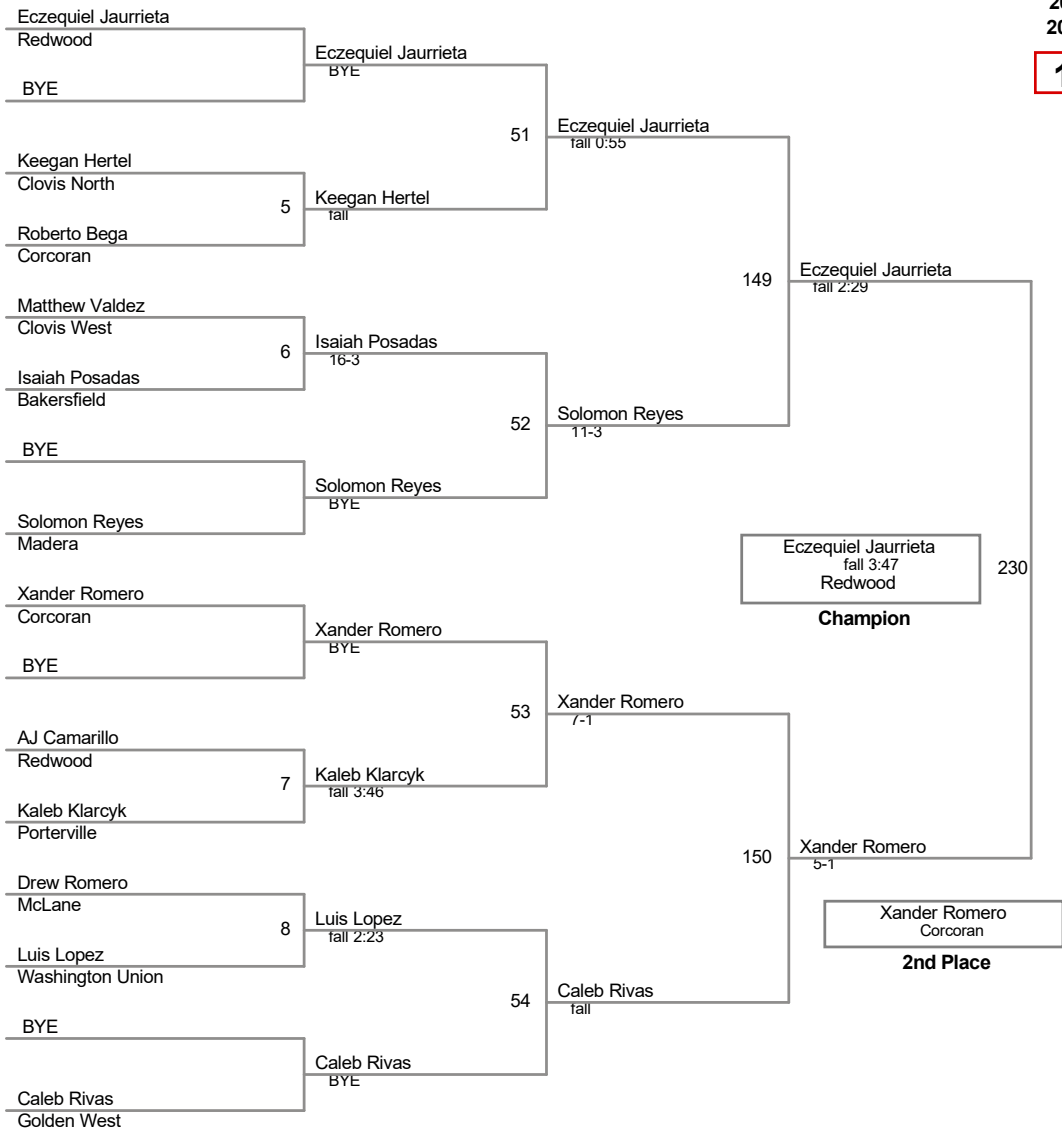 Eczequiel Jaurrieta
Redwood
BYE
Keegan Hertel
Clovis North
Roberto Bega
Corcoran
Matthew Valdez
Clovis West
Isaiah Posadas
Bakersfield
BYE
Solomon Reyes
Madera
Xander Romero
Corcoran
BYE
AJ Camarillo
Redwood
Kaleb Klarcyk
Porterville
Drew Romero
McLane
Luis Lopez
Washington Union
BYE
Caleb Rivas
Golden West
5
6
7
8
Eczequiel Jaurrieta
BYE
Keegan Hertel
fall
Isaiah Posadas
16-3
Solomon Reyes
BYE
Xander Romero
BYE
Kaleb Klarcyk
fall 3:46
Luis Lopez
fall 2:23
Caleb Rivas
BYE
51
52
53
54
Eczequiel Jaurrieta
fall 0:55
Solomon Reyes
11-3
Xander Romero
7-1
Caleb Rivas
fall
149
150
Eczequiel Jaurrieta
fall 2:29
Xander Romero
5-1
230
Eczequiel Jaurrieta
fall 3:47
Redwood
Champion
Xander Romero
Corcoran
2nd Place